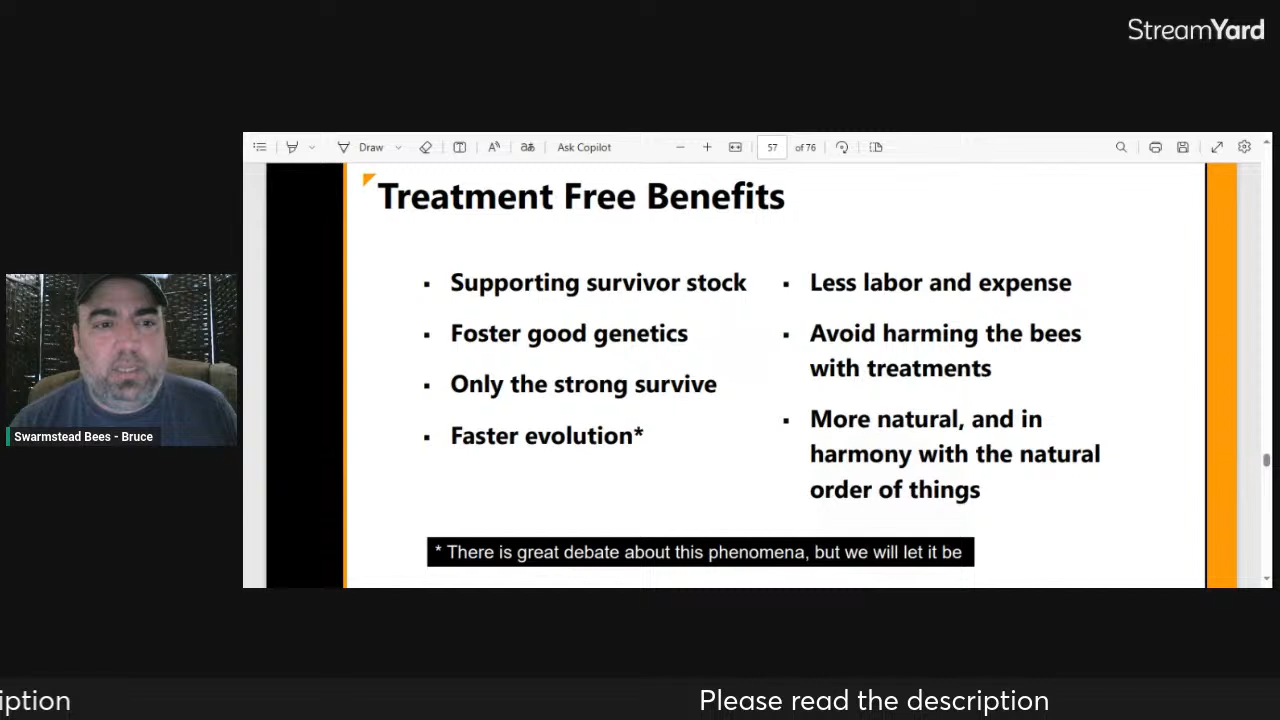 StreamYard
Draw
Ask Copilot
57
of 76
Treatment Free Benefits
Supporting survivor stock
Foster good genetics
Only the strong survive
Faster evolution*
Less labor and expense
Avoid harming the bees
with treatments
More natural, and in
harmony with the natural
order of things
* There is great debate about this phenomena, but we will let it be
Swarmstead Bees - Bruce
iption
Please read the description